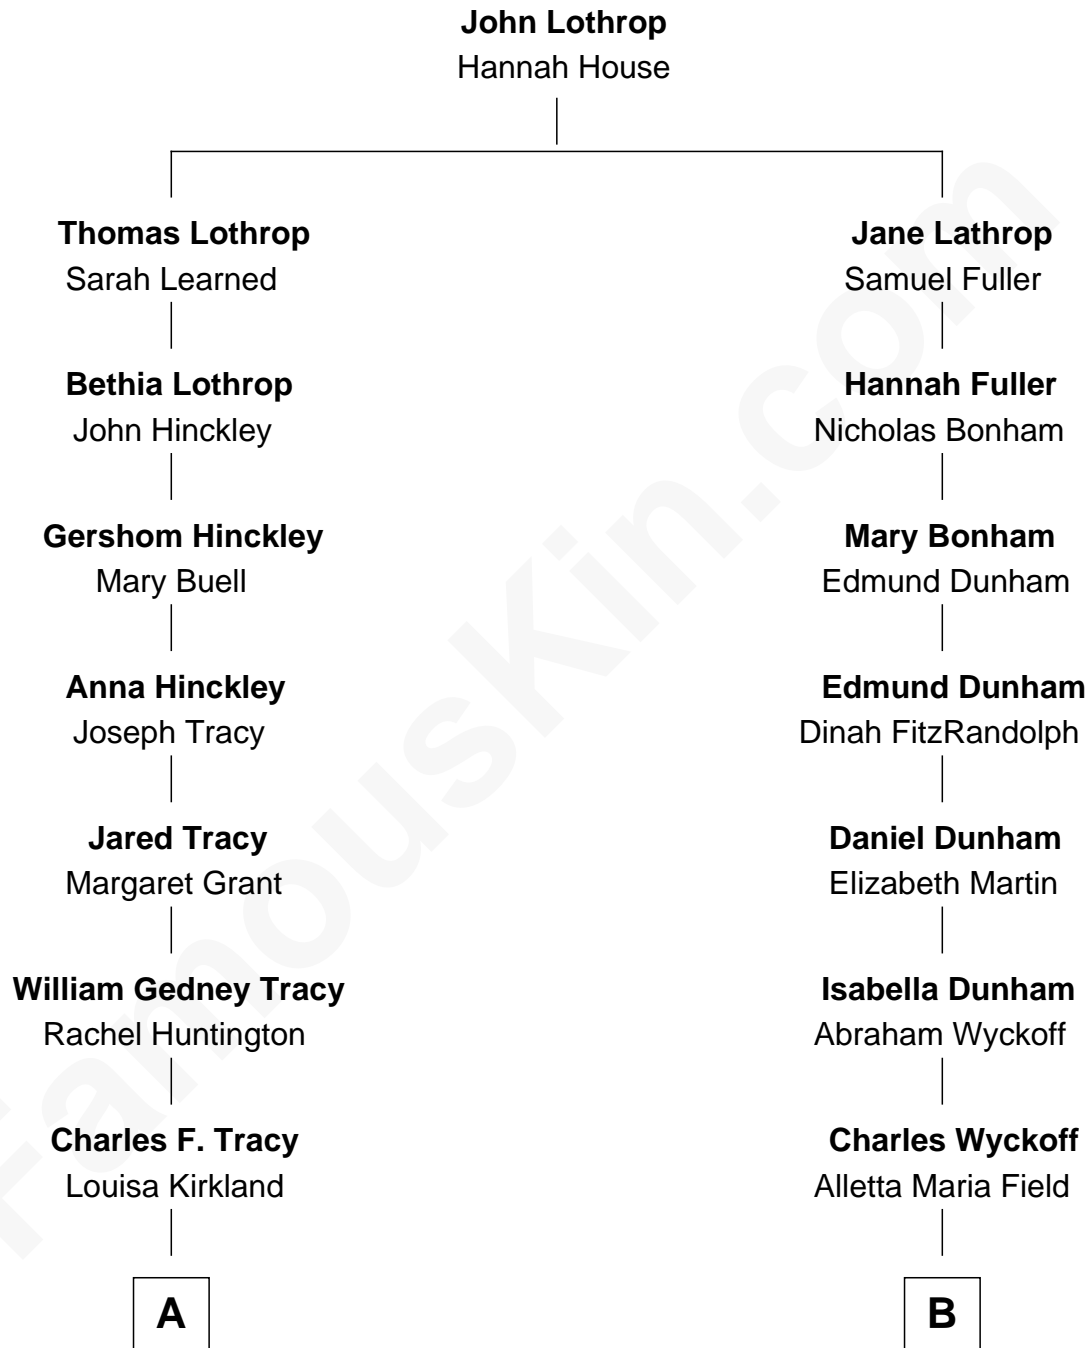 John Lothrop
Hannah House
Thomas Lothrop
Sarah Learned
Jane Lathrop
Samuel Fuller
Bethia Lothrop
John Hinckley
Hannah Fuller
Nicholas Bonham
Gershom Hinckley
Mary Buell
Mary Bonham
Edmund Dunham
Anna Hinckley
Joseph Tracy
Edmund Dunham
Dinah FitzRandolph
Jared Tracy
Margaret Grant
Daniel Dunham
Elizabeth Martin
William Gedney Tracy
Rachel Huntington
Isabella Dunham
Abraham Wyckoff
Charles F. Tracy
Louisa Kirkland
Charles Wyckoff
Alletta Maria Field
A
B
FamousKin.com